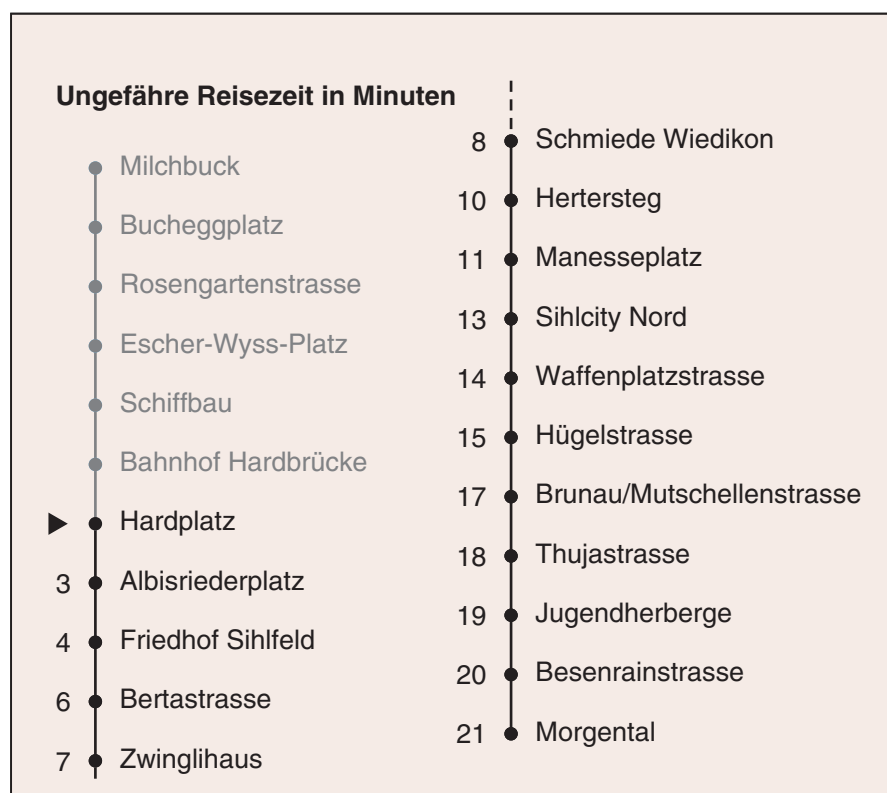 Ungefähre Reisezeit in Minuten
Milchbuck
Bucheggplatz
Rosengartenstrasse
Escher-Wyss-Platz
Schiffbau
Bahnhof Hardbrücke
Hardplatz
3 Albisriederplatz
4 Friedhof Sihlfeld
6 Bertastrasse
7 Zwinglihaus
8 Schmiede Wiedikon
10 Hertersteg
11 Manesseplatz
13 Sihlcity Nord
14 Waffenplatzstrasse
15 Hügelstrasse
17 Brunau/Mutschellenstrasse
18 Thujastrasse
19 Jugendherberge
20 Besenrainstrasse
21 Morgental